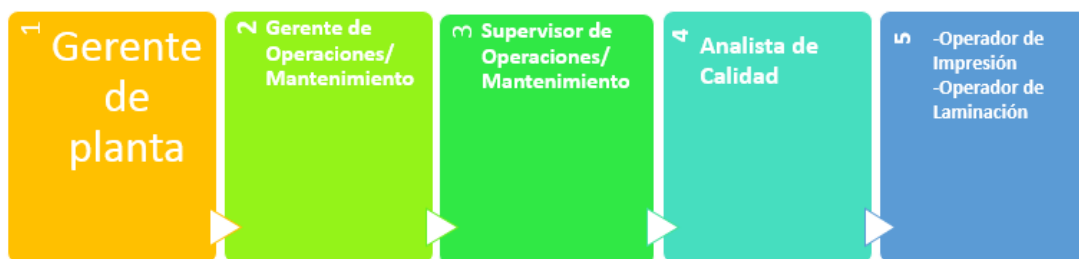 1
Gerente
de
planta
2
Gerente de
Operaciones/
Mantenimiento
3
Supervisor de
Operaciones/
Mantenimiento
4
Analista de
Calidad
5
-Operador de
Impresión
-Operador de
Laminación